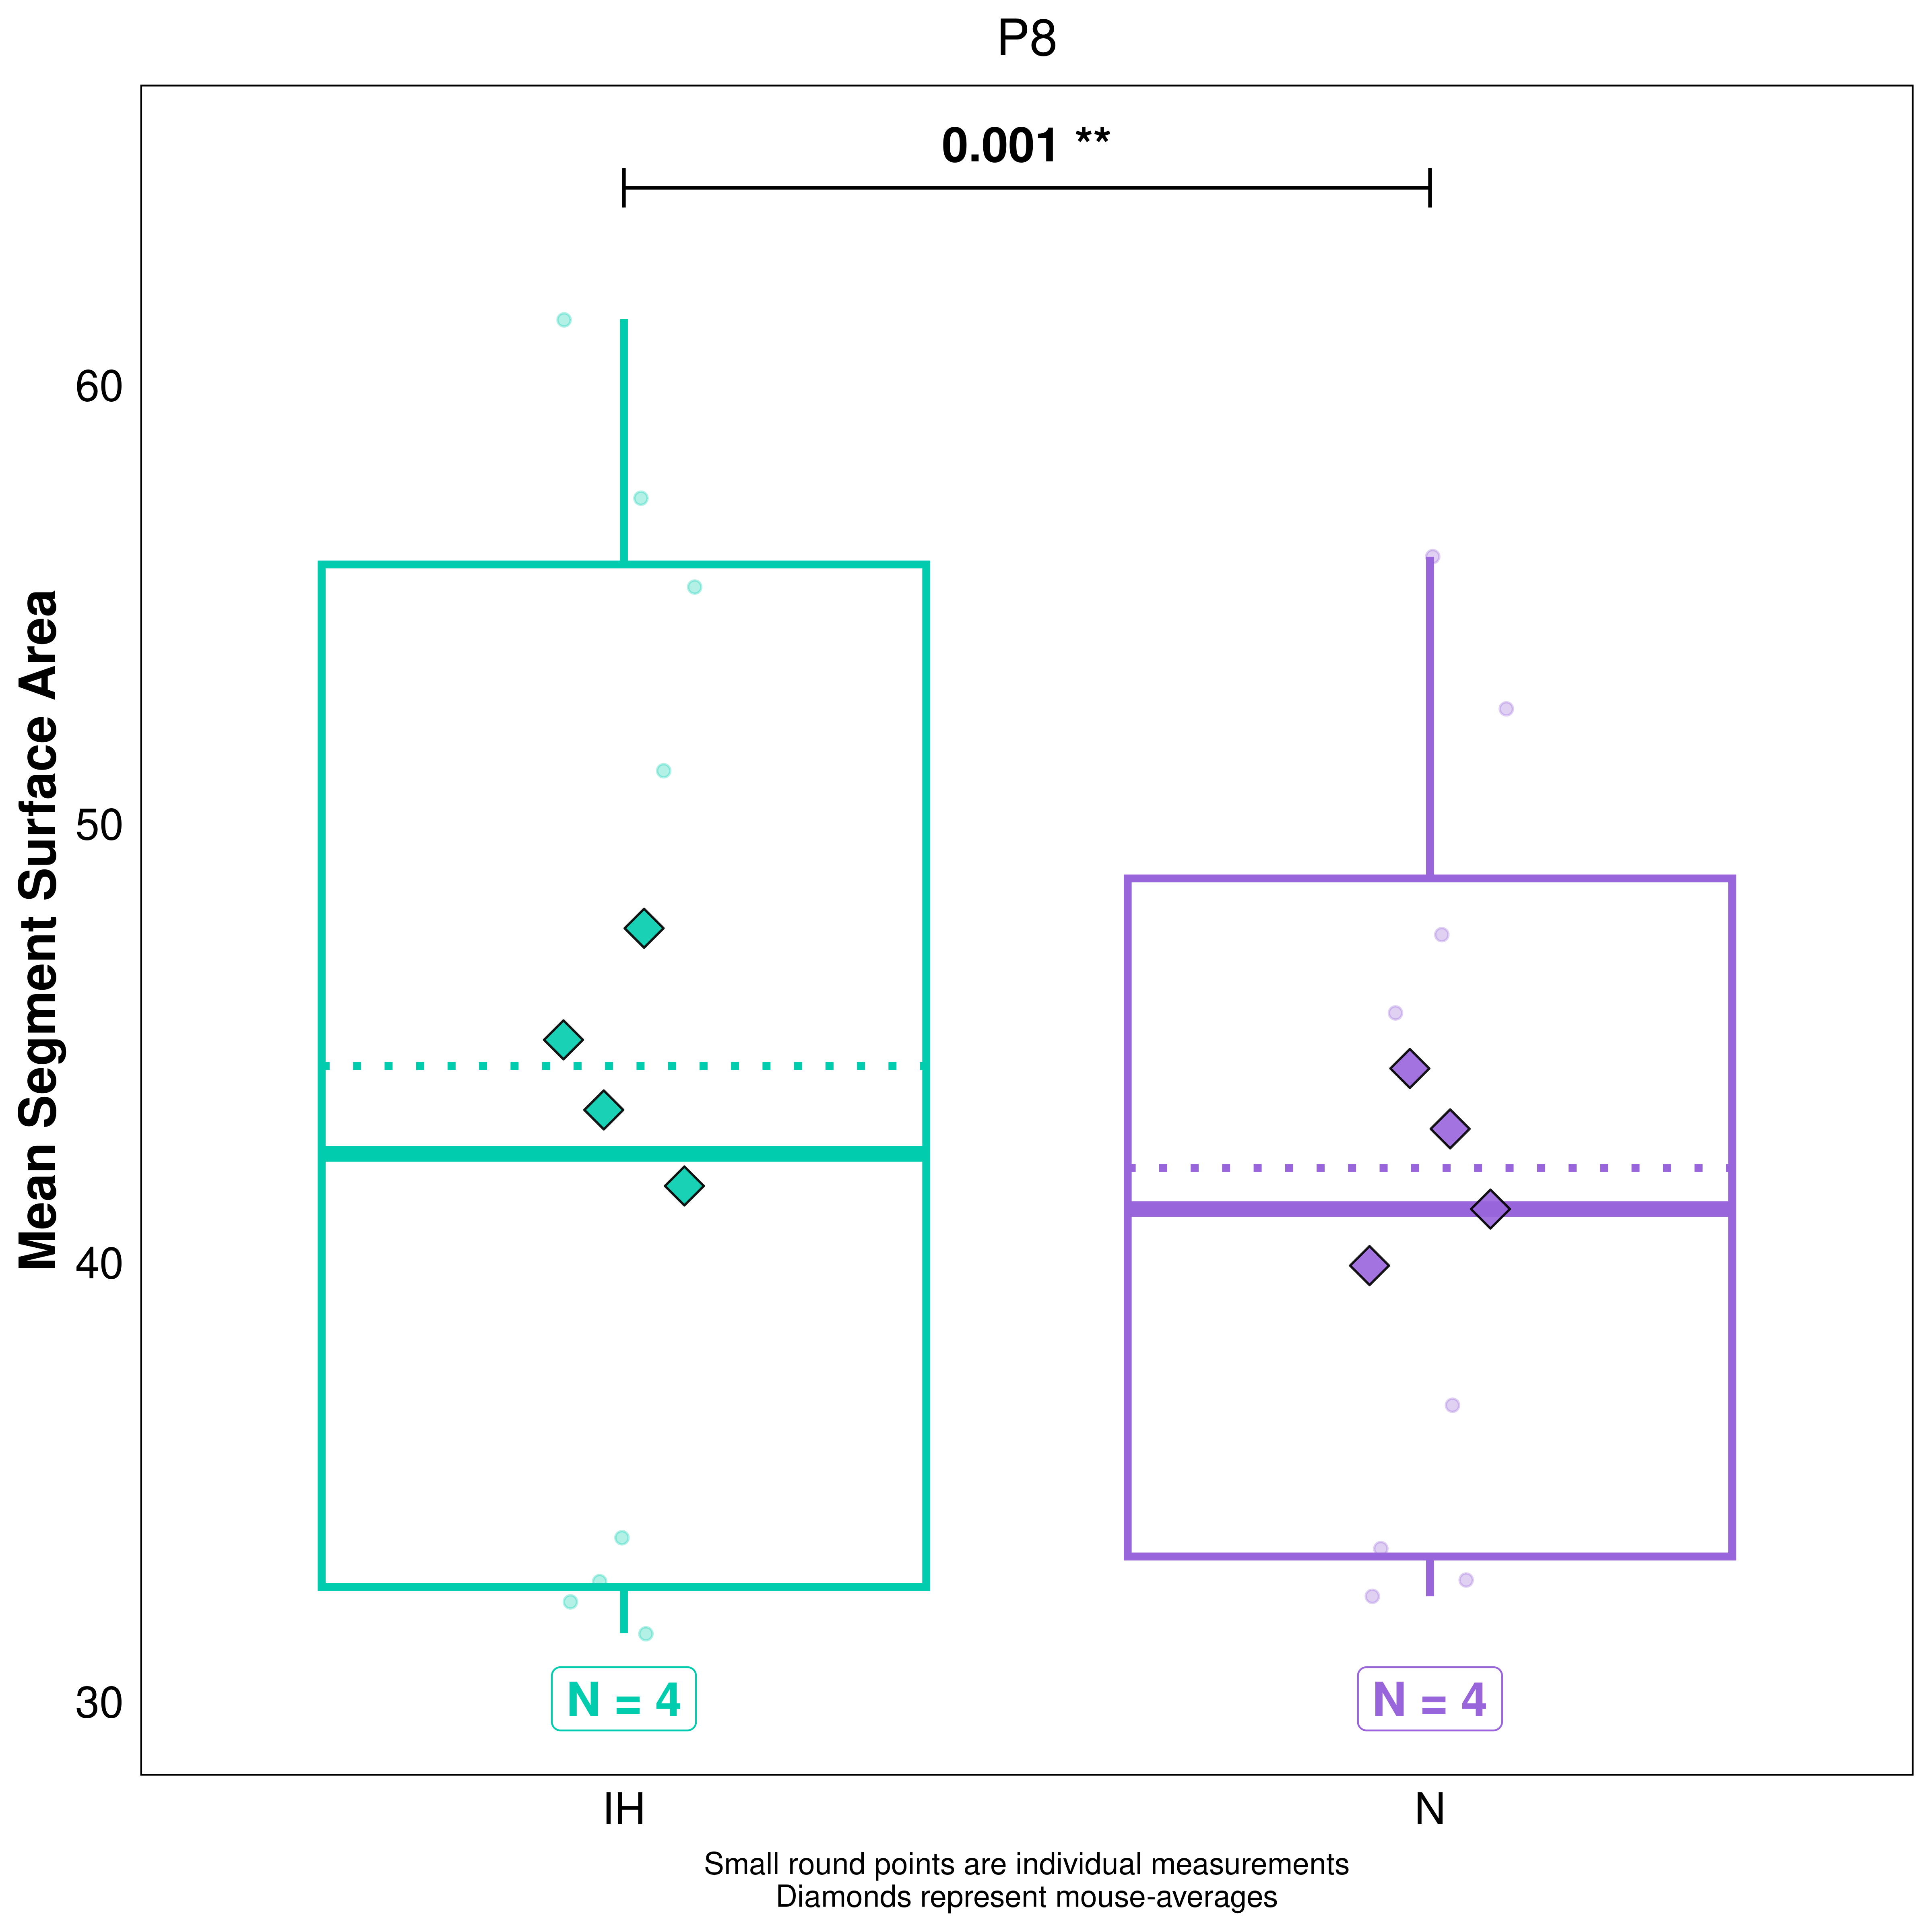 P8
0.001 **
Mean Segment Surface Area
60
50
40
30
N = 4
N = 4
IH
N
Small round points are individual measurements
Diamonds represent mouse-averages